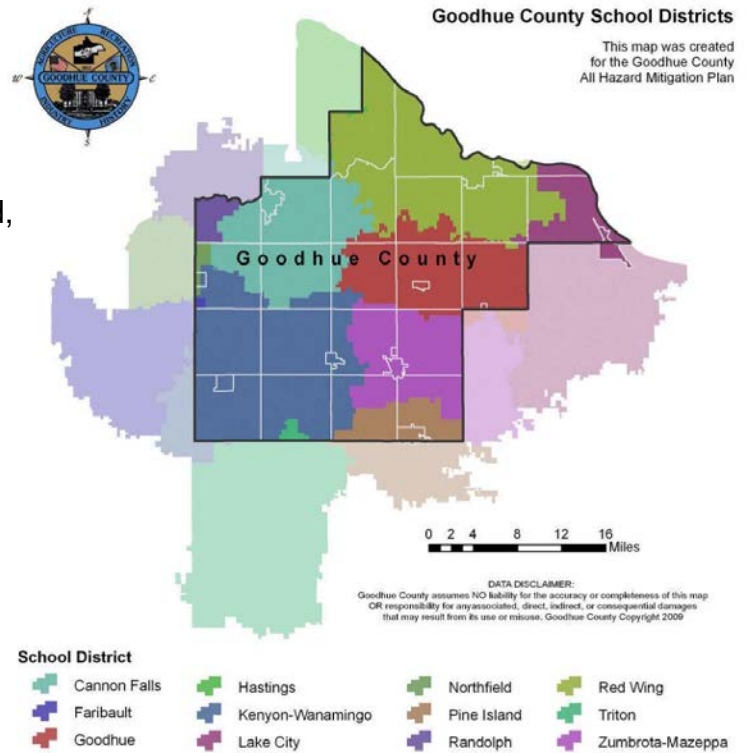 Goodhue County School Districts
This map was created
for the Goodhue County
All Hazard Mitigation Plan
N
W
E
S
AGRICULTURE RECREATION
GOODHUE COUNTY
INDUSTRY HISTORY
d,
Goodhue County
0 2 4 8 12 16
Miles
DATA DISCLAIMER:
Goodhue County assumes NO liability for the accuracy or completeness of this map
OR responsibility for anyassociated, direct, indirect, or consequential damages
that may result from its use or misuse. Goodhue County Copyright 2009
School District
Cannon Falls
Faribault
Goodhue
Hastings
Kenyon-Wanamingo
Lake City
Northfield
Pine Island
Randolph
Red Wing
Triton
Zumbrota-Mazeppa